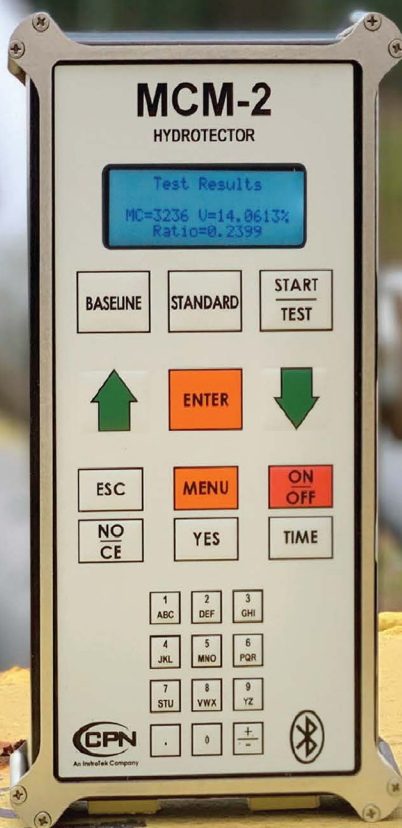 MCM-2
HYDROTECTOR
Test Results
MC=3236 V=14.0613%
Ratio=0.2399
BASELINE STANDARD START
TEST
ENTER
ESC MENU ON
OFF
NO
CE YES TIME
1 2 3
ABC DEF GHI
4 5 6
JKL MNO PQR
7 8 9
STU VWX YZ
. 0 +
-
CPN
An InstroTek Company